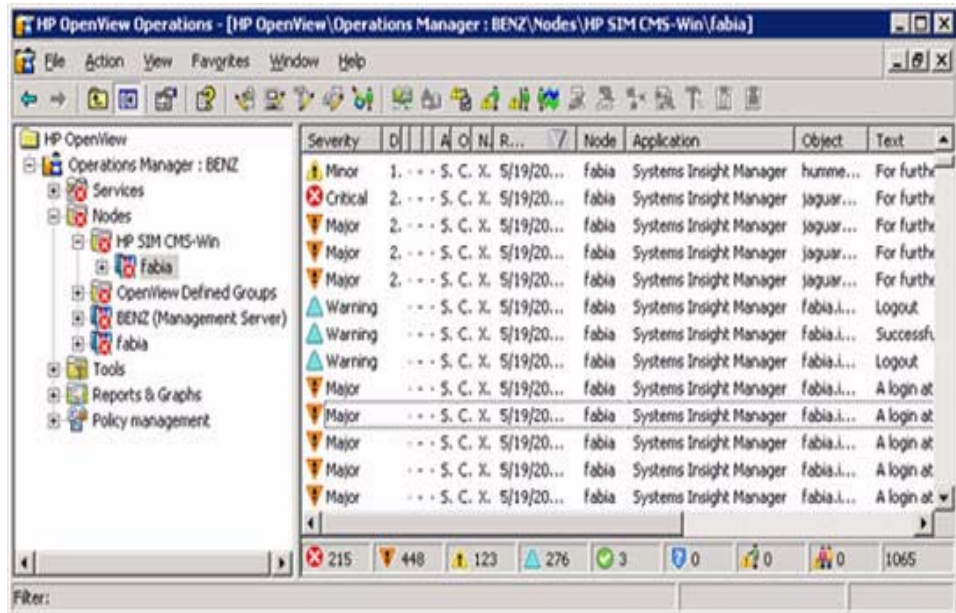 HP OpenView Operations - [HP OpenView\Operations Manager : BENZ\Nodes\HP SIM CMS-Win\fabia]
File Action View Favorites Window Help
HP OpenView
Operations Manager : BENZ
Services
Nodes
HP SIM CMS-Win
fabia
OpenView Defined Groups
BENZ (Management Server)
fabia
Tools
Reports & Graphs
Policy management
Severity D A O N R... Node Application Object Text
Minor 1. - - - S. C. X. 5/19/20... fabia Systems Insight Manager humme... For furthe
Critical 2. - - - S. C. X. 5/19/20... fabia Systems Insight Manager jaguar... For furthe
Major 2. - - - S. C. X. 5/19/20... fabia Systems Insight Manager jaguar... For furthe
Major 2. - - - S. C. X. 5/19/20... fabia Systems Insight Manager jaguar... For furthe
Major 2. - - - S. C. X. 5/19/20... fabia Systems Insight Manager jaguar... For furthe
Warning - - - S. C. X. 5/19/20... fabia Systems Insight Manager fabia.i... Logout
Warning - - - S. C. X. 5/19/20... fabia Systems Insight Manager fabia.i... Successfu
Warning - - - S. C. X. 5/19/20... fabia Systems Insight Manager fabia.i... Logout
Major - - - S. C. X. 5/19/20... fabia Systems Insight Manager fabia.i... A login at
Major - - - S. C. X. 5/19/20... fabia Systems Insight Manager fabia.i... A login at
Major - - - S. C. X. 5/19/20... fabia Systems Insight Manager fabia.i... A login at
Major - - - S. C. X. 5/19/20... fabia Systems Insight Manager fabia.i... A login at
Major - - - S. C. X. 5/19/20... fabia Systems Insight Manager fabia.i... A login at
215 448 123 276 3 0 0 0 1065
Filter: